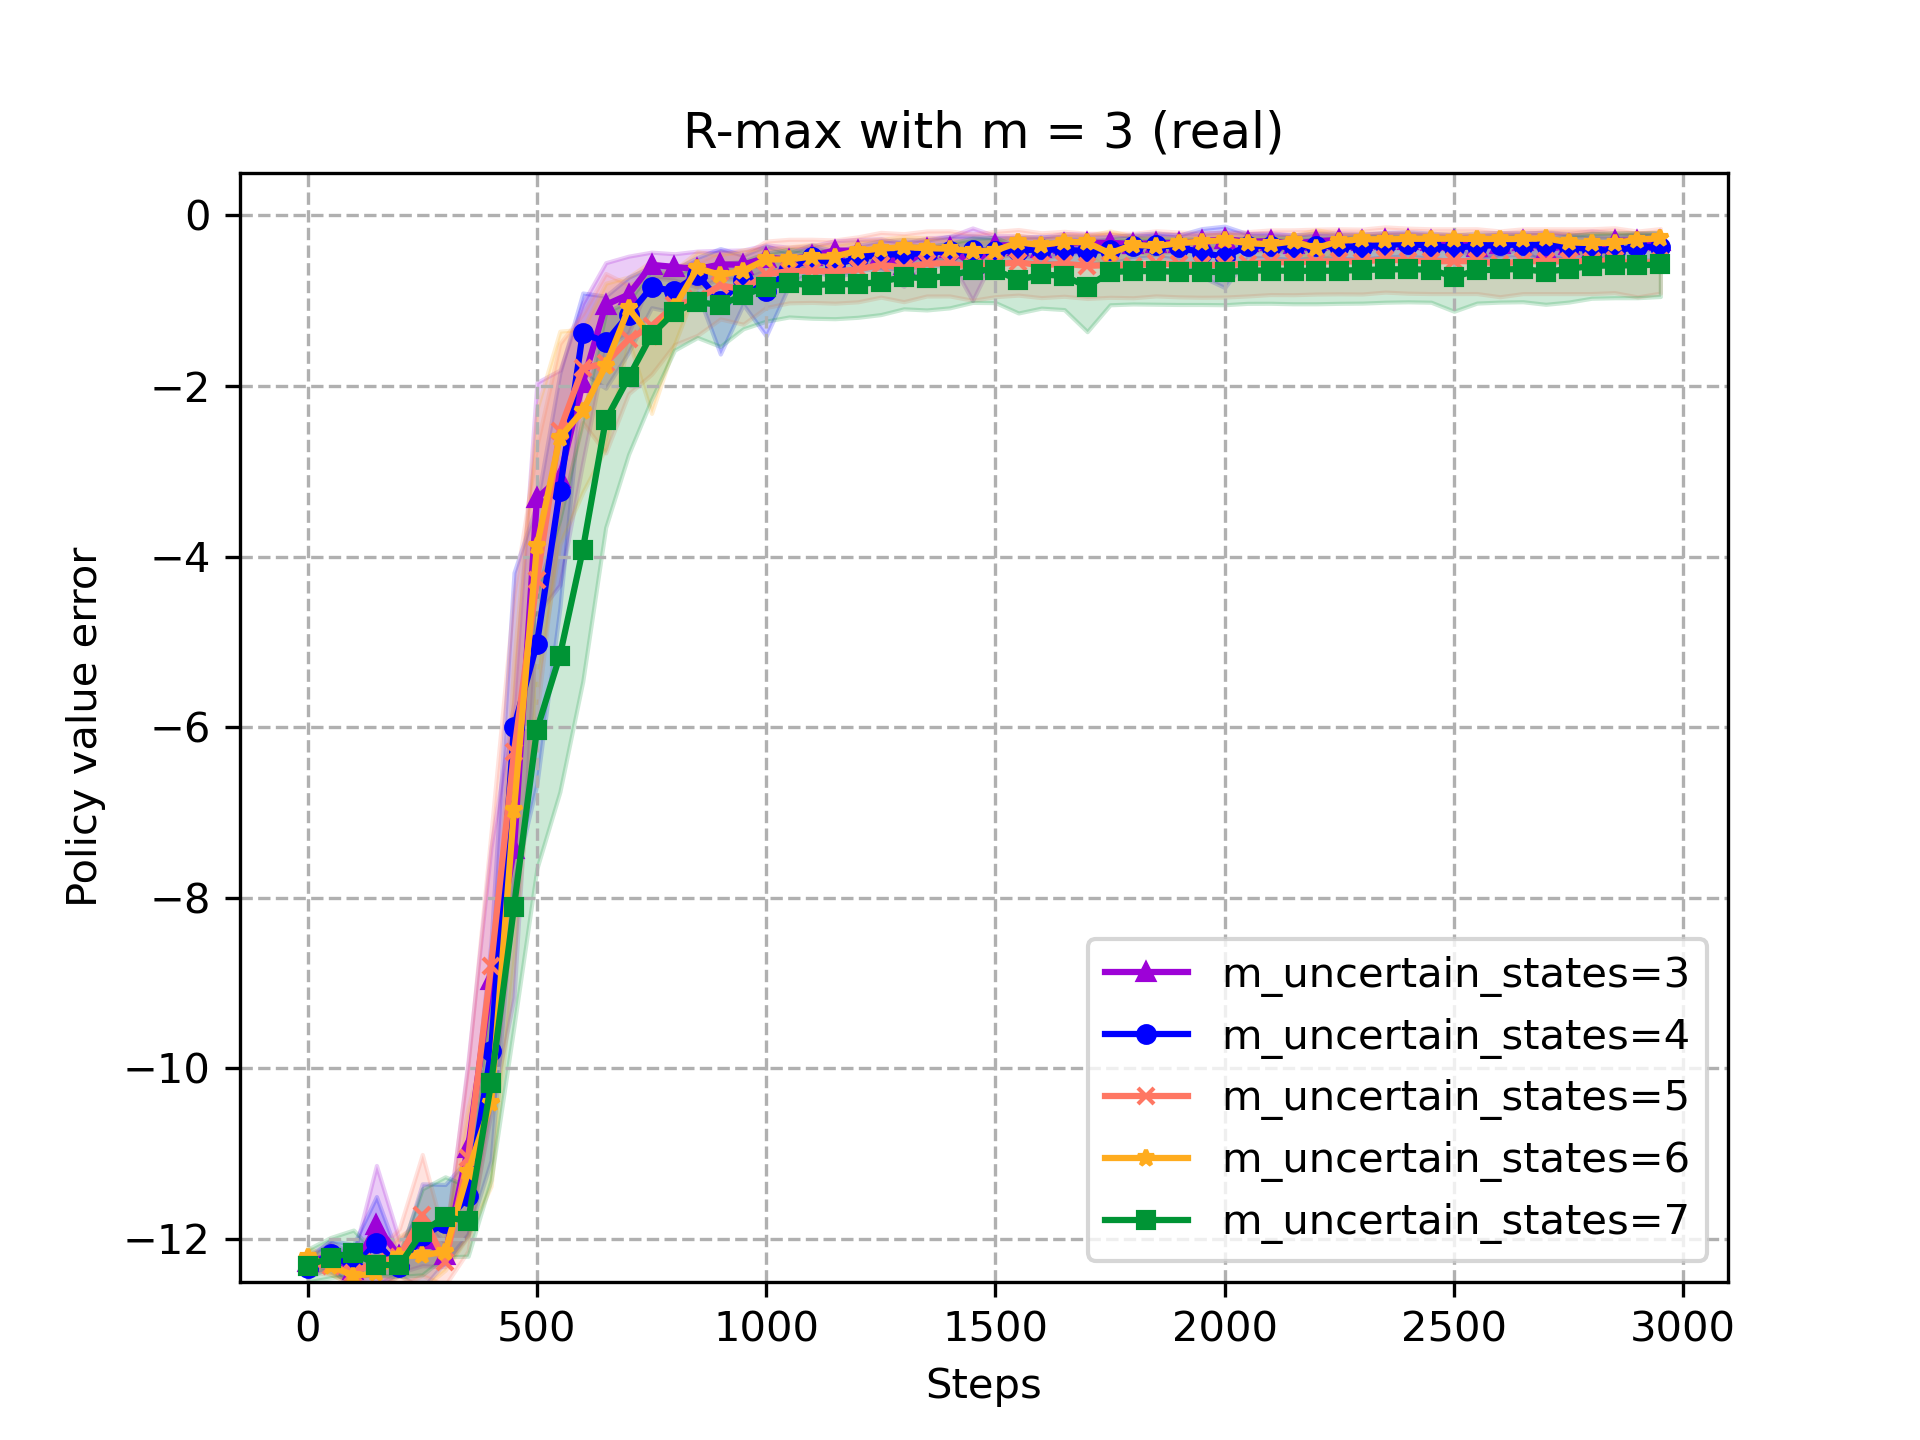 R-max with m = 3 (real)
0
−2
−4
−6
−8
−10
−12
Policy value error
m_uncertain_states=3
m_uncertain_states=4
m_uncertain_states=5
m_uncertain_states=6
m_uncertain_states=7
0 500 1000 1500 2000 2500 3000
Steps